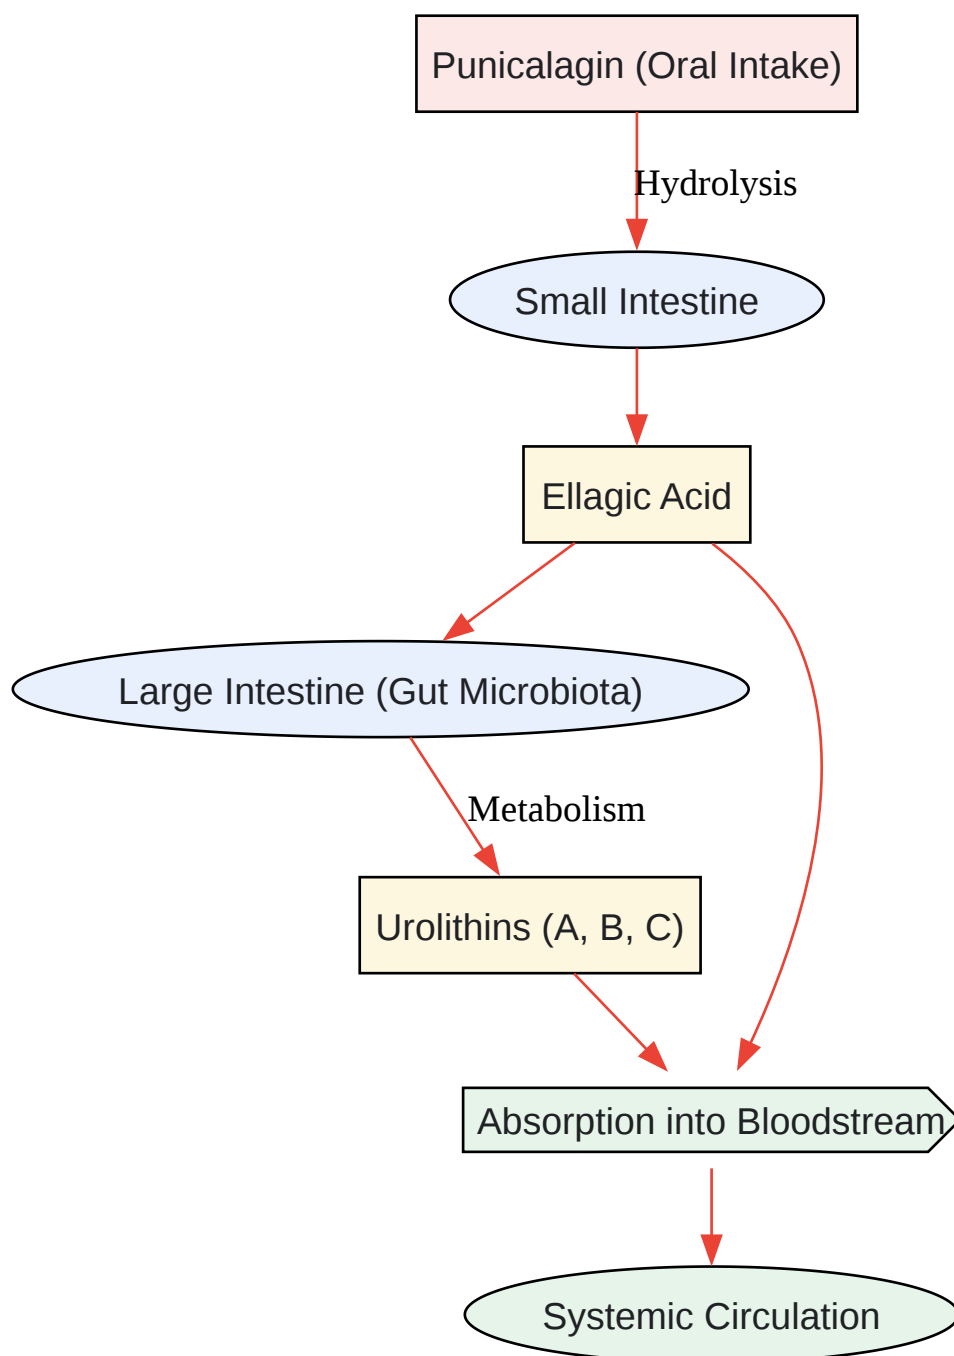 Punicalagin (Oral Intake)
Hydrolysis
Small Intestine
Ellagic Acid
Large Intestine (Gut Microbiota)
Metabolism
Urolithins (A, B, C)
Absorption into Bloodstream
Systemic Circulation